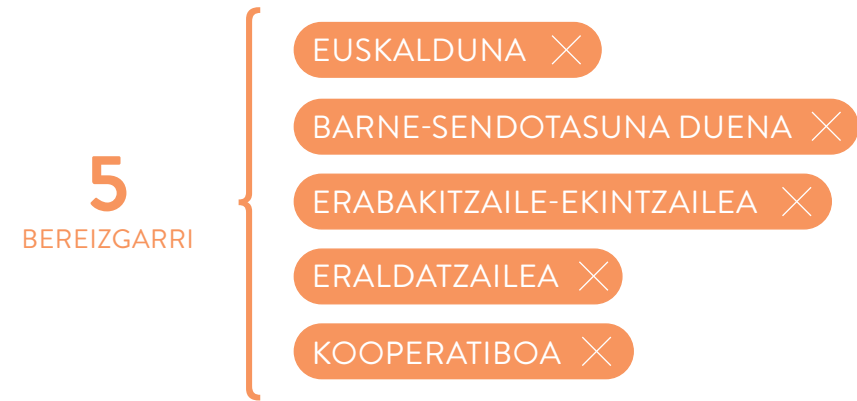 5
BEREIZGARRI
EUSKALDUNA
BARNE-SENDOTASUNA DUENA
ERABAKITZAILE-EKINTZAILEA
ERALDATZAILEA
KOOPERATIBOA